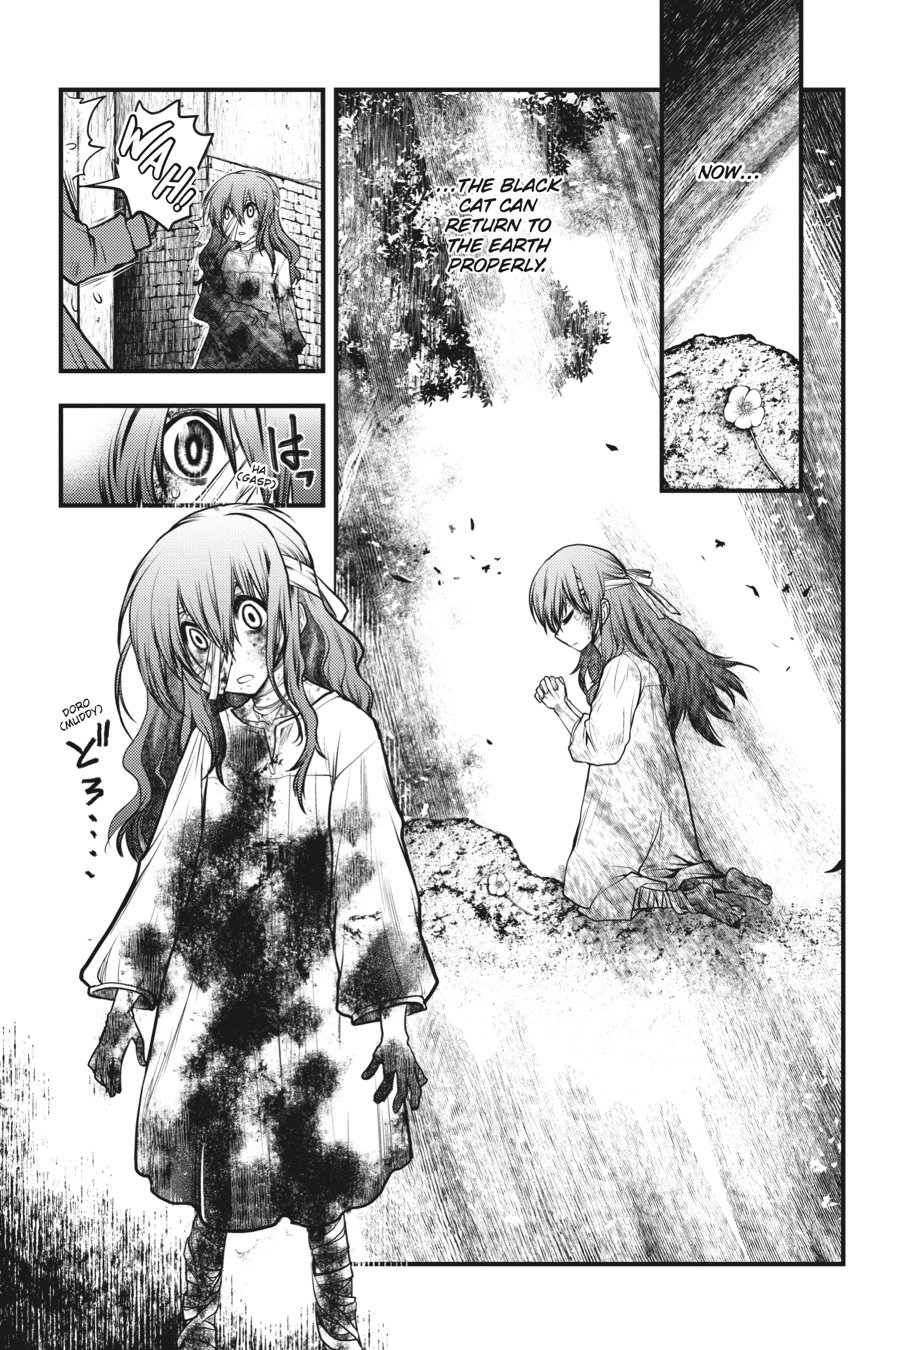 NOW...
...THE BLACK
CAT CAN
RETURN TO
THE EARTH
PROPERLY.
WAH!
はっ
HA
(GASP)
DORO
(MUDDY)
どろ・・・・